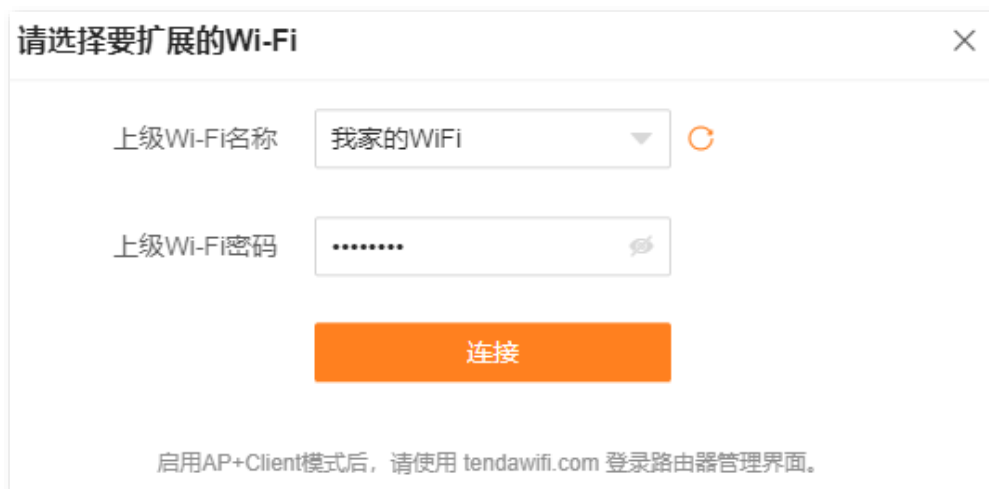 请选择要扩展的Wi-Fi
上级Wi-Fi名称 我家的WiFi
上级Wi-Fi密码 ••••••••
连接
启用AP+Client模式后，请使用 tendawifi.com 登录路由器管理界面。